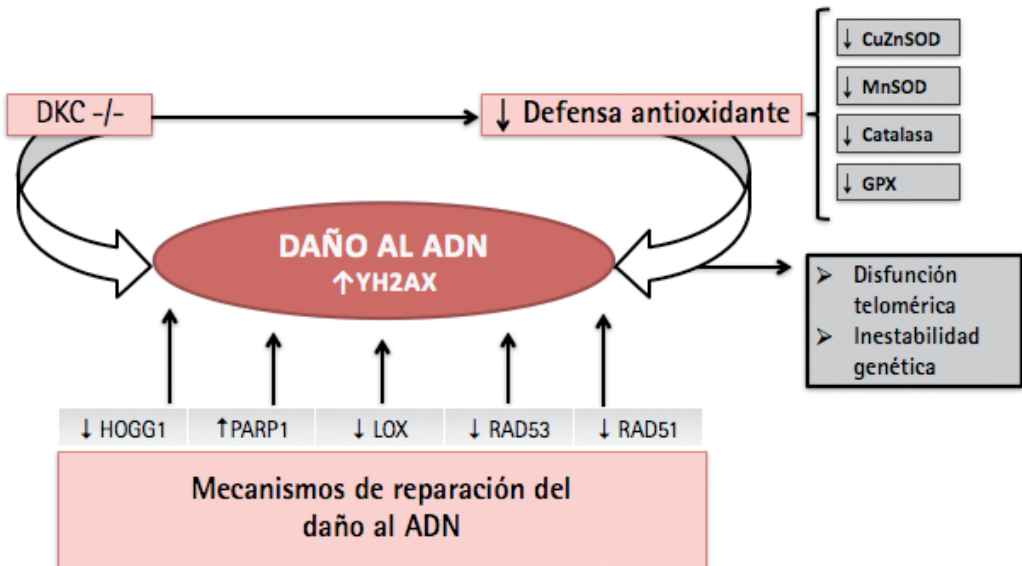 ↓ CuZnSOD
↓ MnSOD
↓ Catalasa
↓ GPX
DKC -/-
↓ Defensa antioxidante
DAÑO AL ADN
↑YH2AX
➢ Disfunción
telomérica
➢ Inestabilidad
genética
↓ HOGG1
↑PARP1
↓ LOX
↓ RAD53
↓ RAD51
Mecanismos de reparación del
daño al ADN